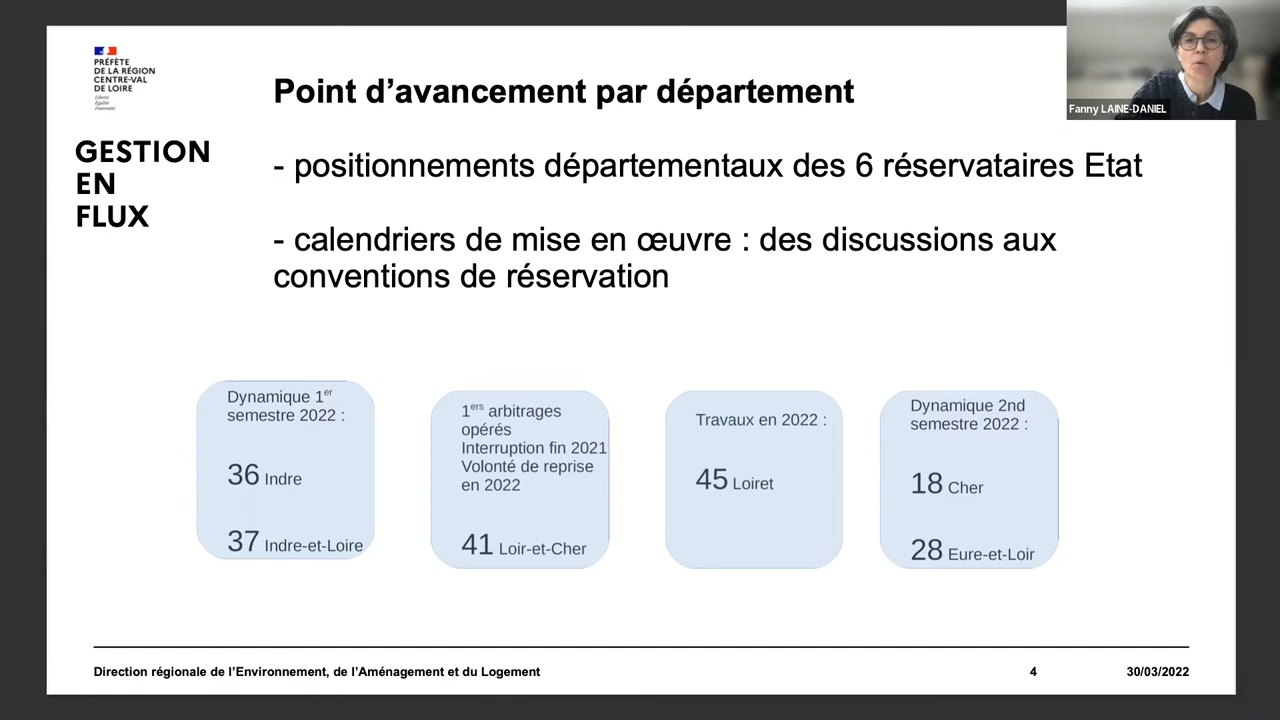 PRÉFÈTE
DE LA RÉGION
CENTRE-VAL
DE LOIRE
Liberté
Égalité
Fraternité
Point d’avancement par département
Fanny LAINE-DANIEL
GESTION
EN
FLUX
- positionnements départementaux des 6 réservataires Etat
- calendriers de mise en œuvre : des discussions aux
conventions de réservation
Dynamique 1er
semestre 2022 :
36 Indre
37 Indre-et-Loire
1ers arbitrages
opérés
Interruption fin 2021
Volonté de reprise
en 2022
41 Loir-et-Cher
Travaux en 2022 :
45 Loiret
Dynamique 2nd
semestre 2022 :
18 Cher
28 Eure-et-Loir
Direction régionale de l’Environnement, de l’Aménagement et du Logement
4
30/03/2022